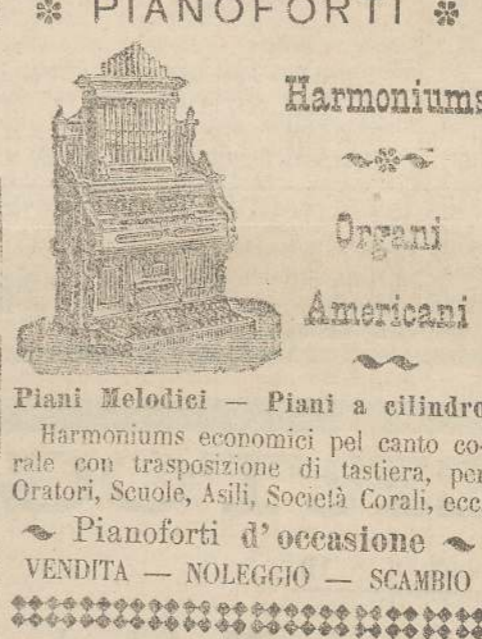 PIANOFORTI
Harmoniums
Organi
Americani
Piani Melodici — Piani a cilindro
Harmoniums economici pel canto co-
rale con trasposizione di tastiera, per
Oratori, Scuole, Asili, Società Corali, ecc
Pianoforti d'occasione
VENDITA — NOLEGGIO — SCAMBIO